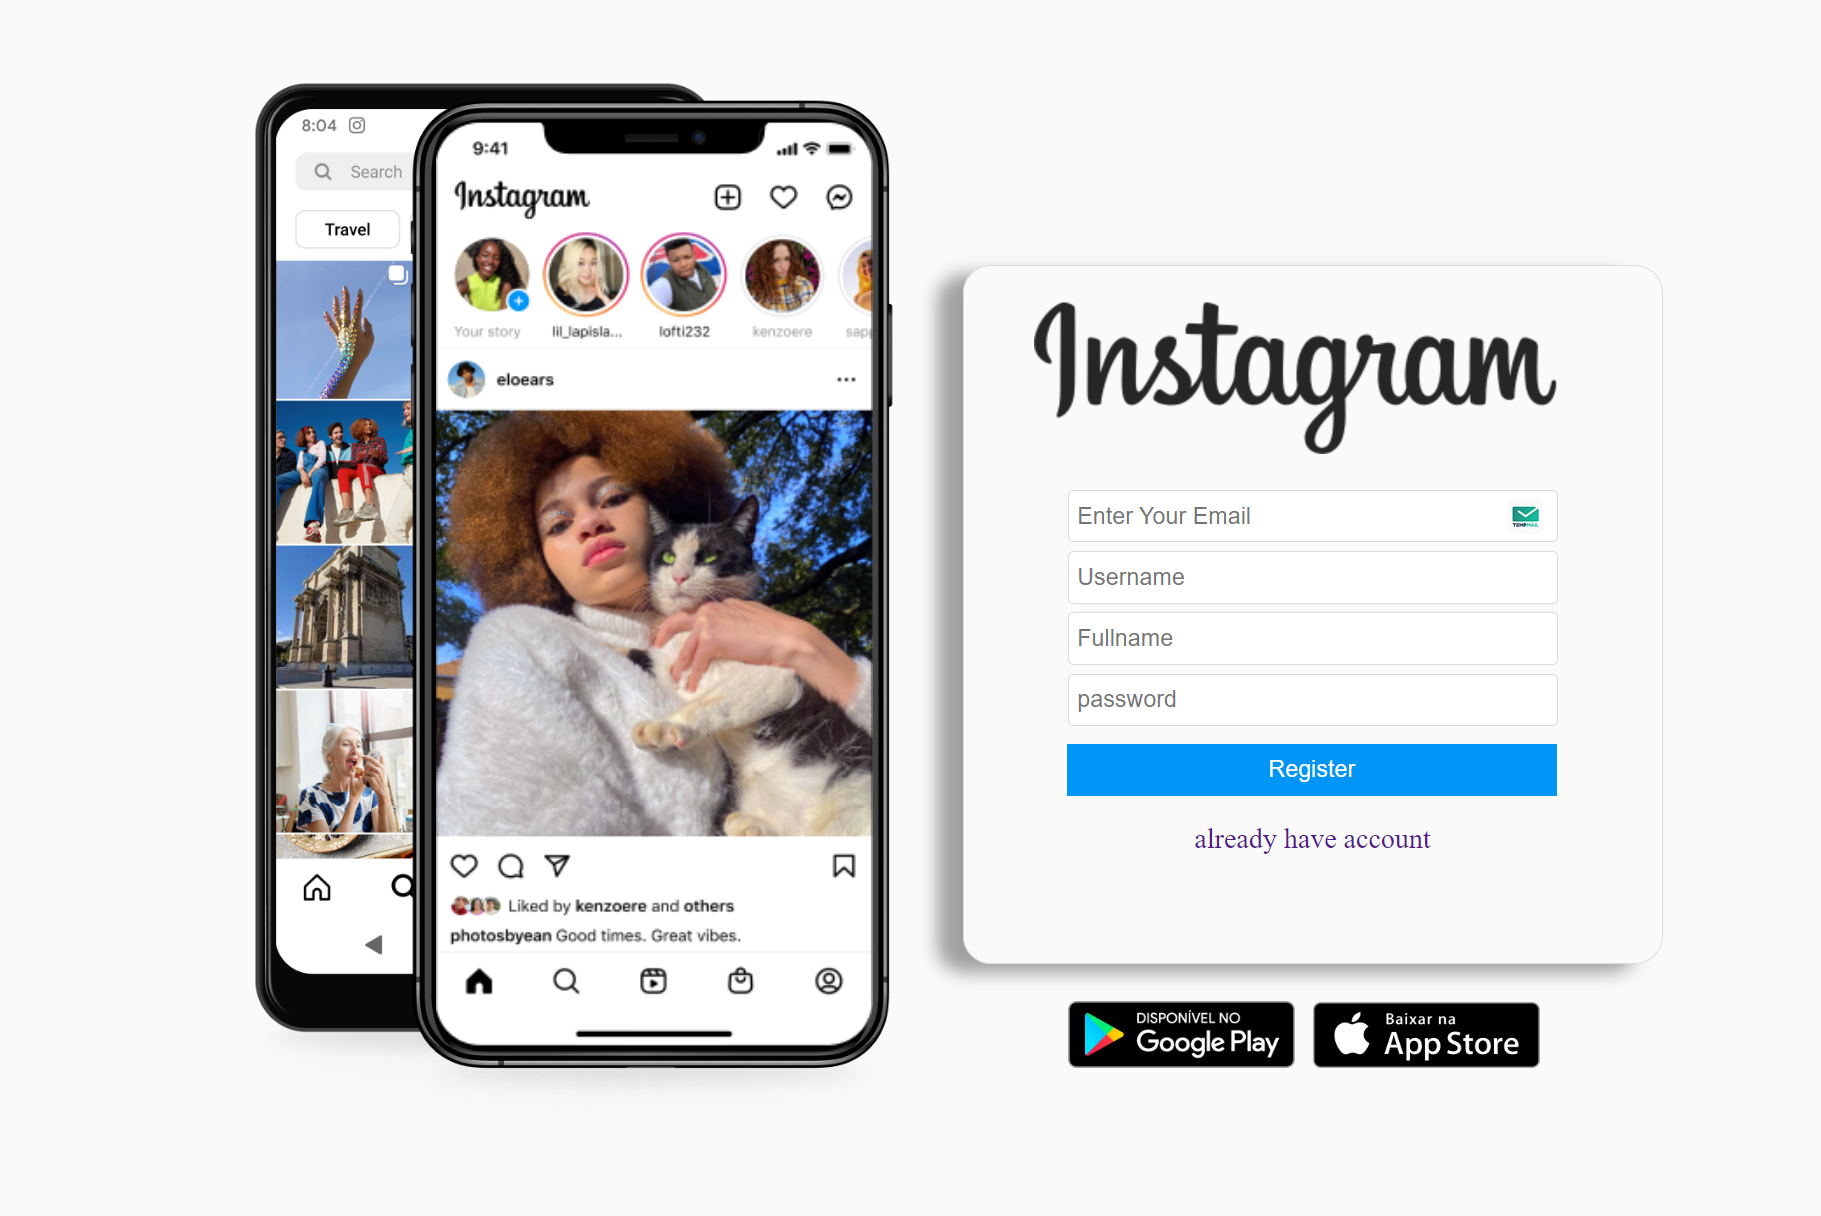 8:04
Search
Travel
9:41
Instagram
Your story
lil_lapisla...
lofti232
kenzoere
sap
eloears
Liked by kenzoere and others
photosbyean Good times. Great vibes.
Instagram
Enter Your Email
TEMPMAIL
Username
Fullname
password
Register
already have account
DISPONÍVEL NO
Google Play
Baixar na
App Store